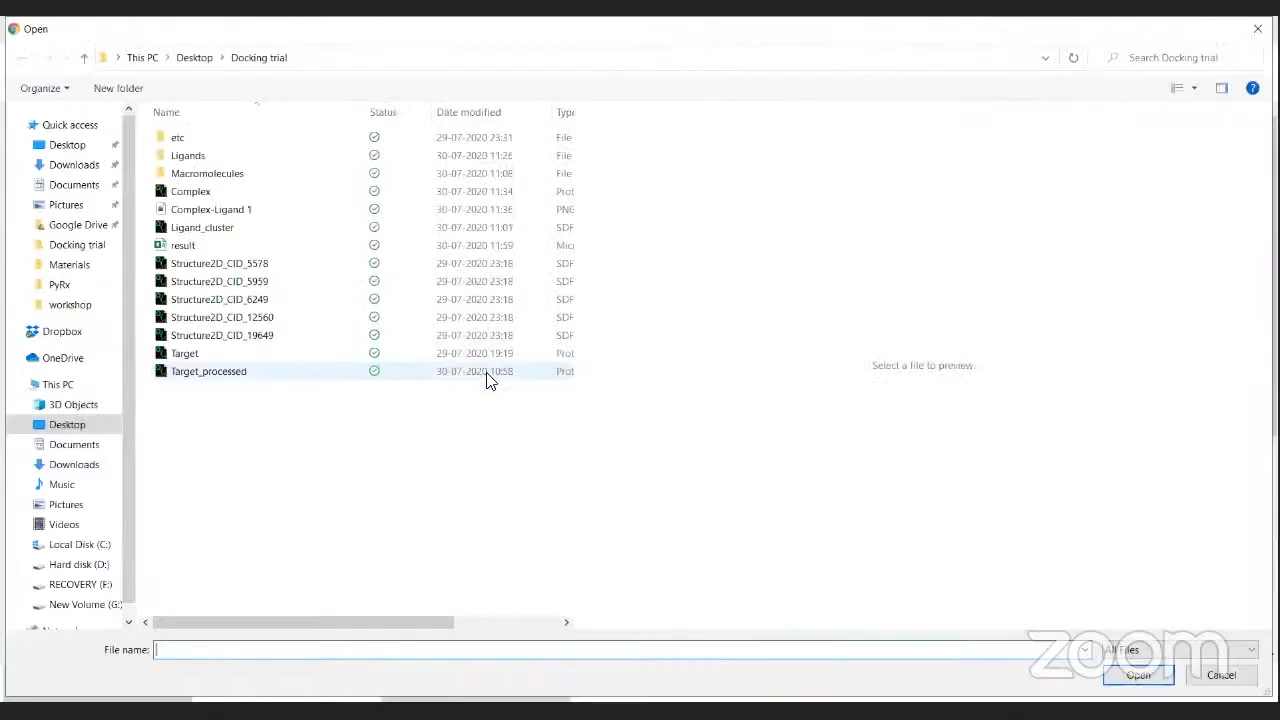 Open
This PC > Desktop > Docking trial
Search Docking trial
Organize
New folder
Name Status Date modified Type
Quick access
Desktop
Downloads
Documents
Pictures
Google Drive
Docking trial
Materials
PyRx
workshop
Dropbox
OneDrive
This PC
3D Objects
Desktop
Documents
Downloads
Music
Pictures
Videos
Local Disk (C:)
Hard disk (D:)
RECOVERY (F:)
New Volume (G:)
etc 29-07-2020 23:31 File
Ligands 30-07-2020 11:26 File
Macromolecules 30-07-2020 11:08 File
Complex 30-07-2020 11:34 Prot
Complex-Ligand 1 30-07-2020 11:36 PNG
Ligand_cluster 30-07-2020 11:01 SDF
result 30-07-2020 11:59 Micr
Structure2D_CID_5578 29-07-2020 23:18 SDF
Structure2D_CID_5959 29-07-2020 23:18 SDF
Structure2D_CID_6249 29-07-2020 23:18 SDF
Structure2D_CID_12560 29-07-2020 23:18 SDF
Structure2D_CID_19649 29-07-2020 23:18 SDF
Target 29-07-2020 19:19 Prot
Target_processed 30-07-2020 10:58 Prot
Select a file to preview.
File name:
All Files
Open
Cancel
zoom